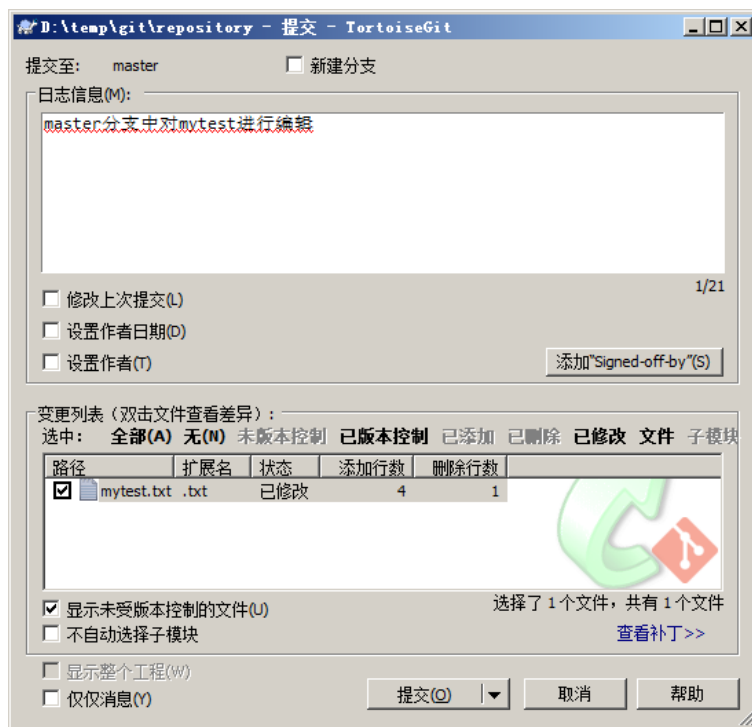 D:\temp\git\repository - 提交 - TortoiseGit
提交至: master 新建分支
日志信息(M):
master分支中对mytest进行编辑
1/21
修改上次提交(L)
设置作者日期(D)
设置作者(T) 添加"Signed-off-by"(S)
变更列表（双击文件查看差异）:
选中: 全部(A) 无(N) 未版本控制 已版本控制 已添加 已删除 已修改 文件 子模块
路径 扩展名 状态 添加行数 删除行数
mytest.txt .txt 已修改 4 1
显示未受版本控制的文件(U) 选择了1个文件，共有1个文件
不自动选择子模块 查看补丁>>
显示整个工程(W)
仅仅消息(Y) 提交(O) 取消 帮助